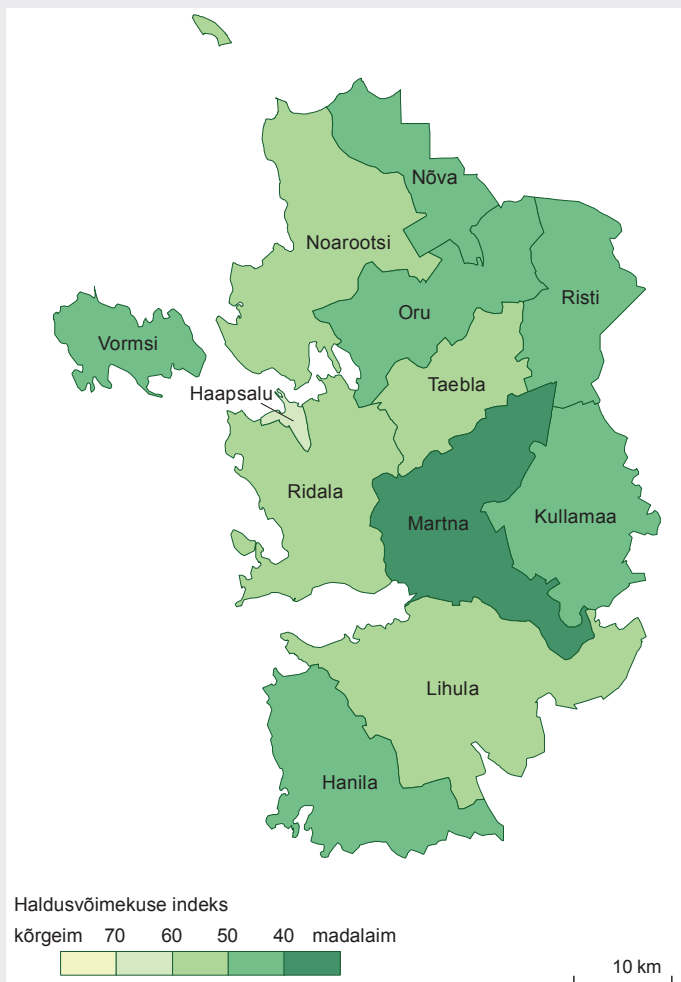 Nõva
Noarootsi
Risti
Oru
Vormsi
Taebla
Haapsalu
Ridala
Martna
Kullamaa
Lihula
Hanila
Haldusvõimekuse indeks
kõrgeim 70 60 50 40 madalaim
10 km